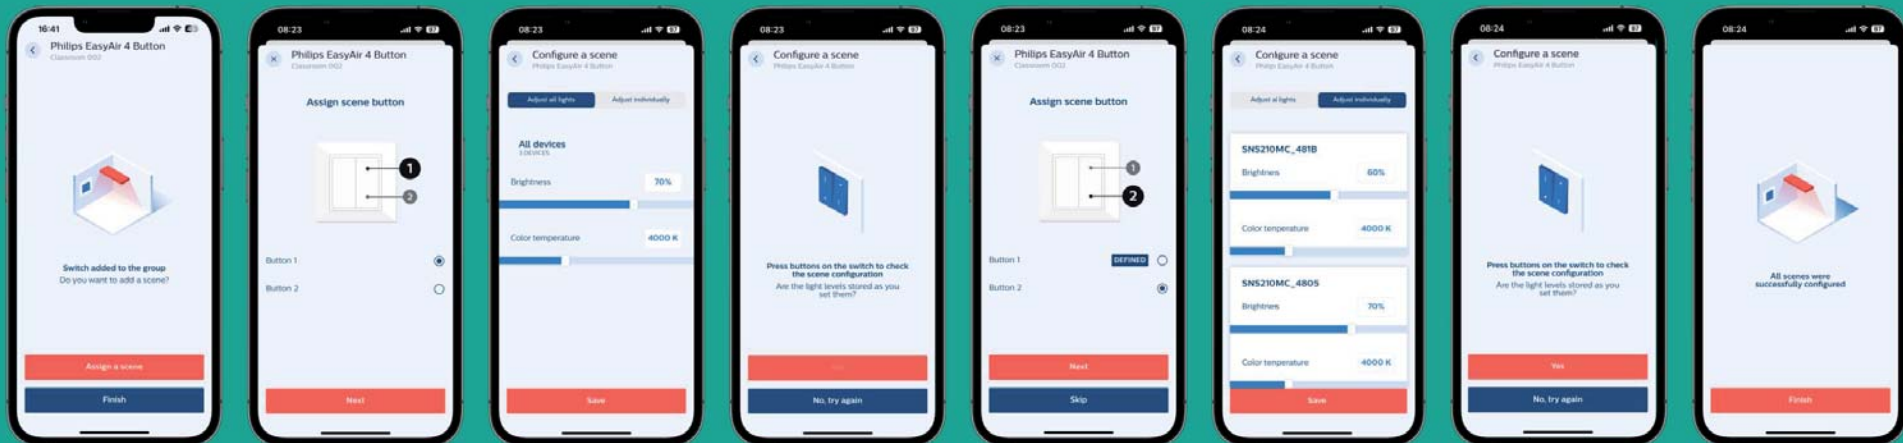 16:41
Philips EasyAir 4 Button
Classroom 002
Switch added to the group
Do you want to add a scene?
Assign a scene
Finish
08:23
87
Philips EasyAir 4 Button
Classroom 002
Assign scene button
1
2
Button 1
Button 2
Next
08:23
87
Configure a scene
Philips EasyAir 4 Button
Adjust all lights
Adjust individually
All devices
3 DEVICES
Brightness
70%
Color temperature
4000 K
Save
08:23
87
Configure a scene
Philips EasyAir 4 Button
Press buttons on the switch to check
the scene configuration
Are the light levels stored as you
set them?
No, try again
08:23
87
Philips EasyAir 4 Button
Classroom 002
Assign scene button
1
2
Button 1
DEFINED
Button 2
Next
Skip
08:24
87
Configure a scene
Philips EasyAir 4 Button
Adjust all lights
Adjust individually
SNS210MC_481B
Brightness
60%
Color temperature
4000 K
SNS210MC_4805
Brightness
70%
Color temperature
4000 K
Save
08:24
87
Configure a scene
Philips EasyAir 4 Button
Press buttons on the switch to check
the scene configuration
Are the light levels stored as you
set them?
Yes
No, try again
08:24
87
All scenes were
successfully configured
Finish